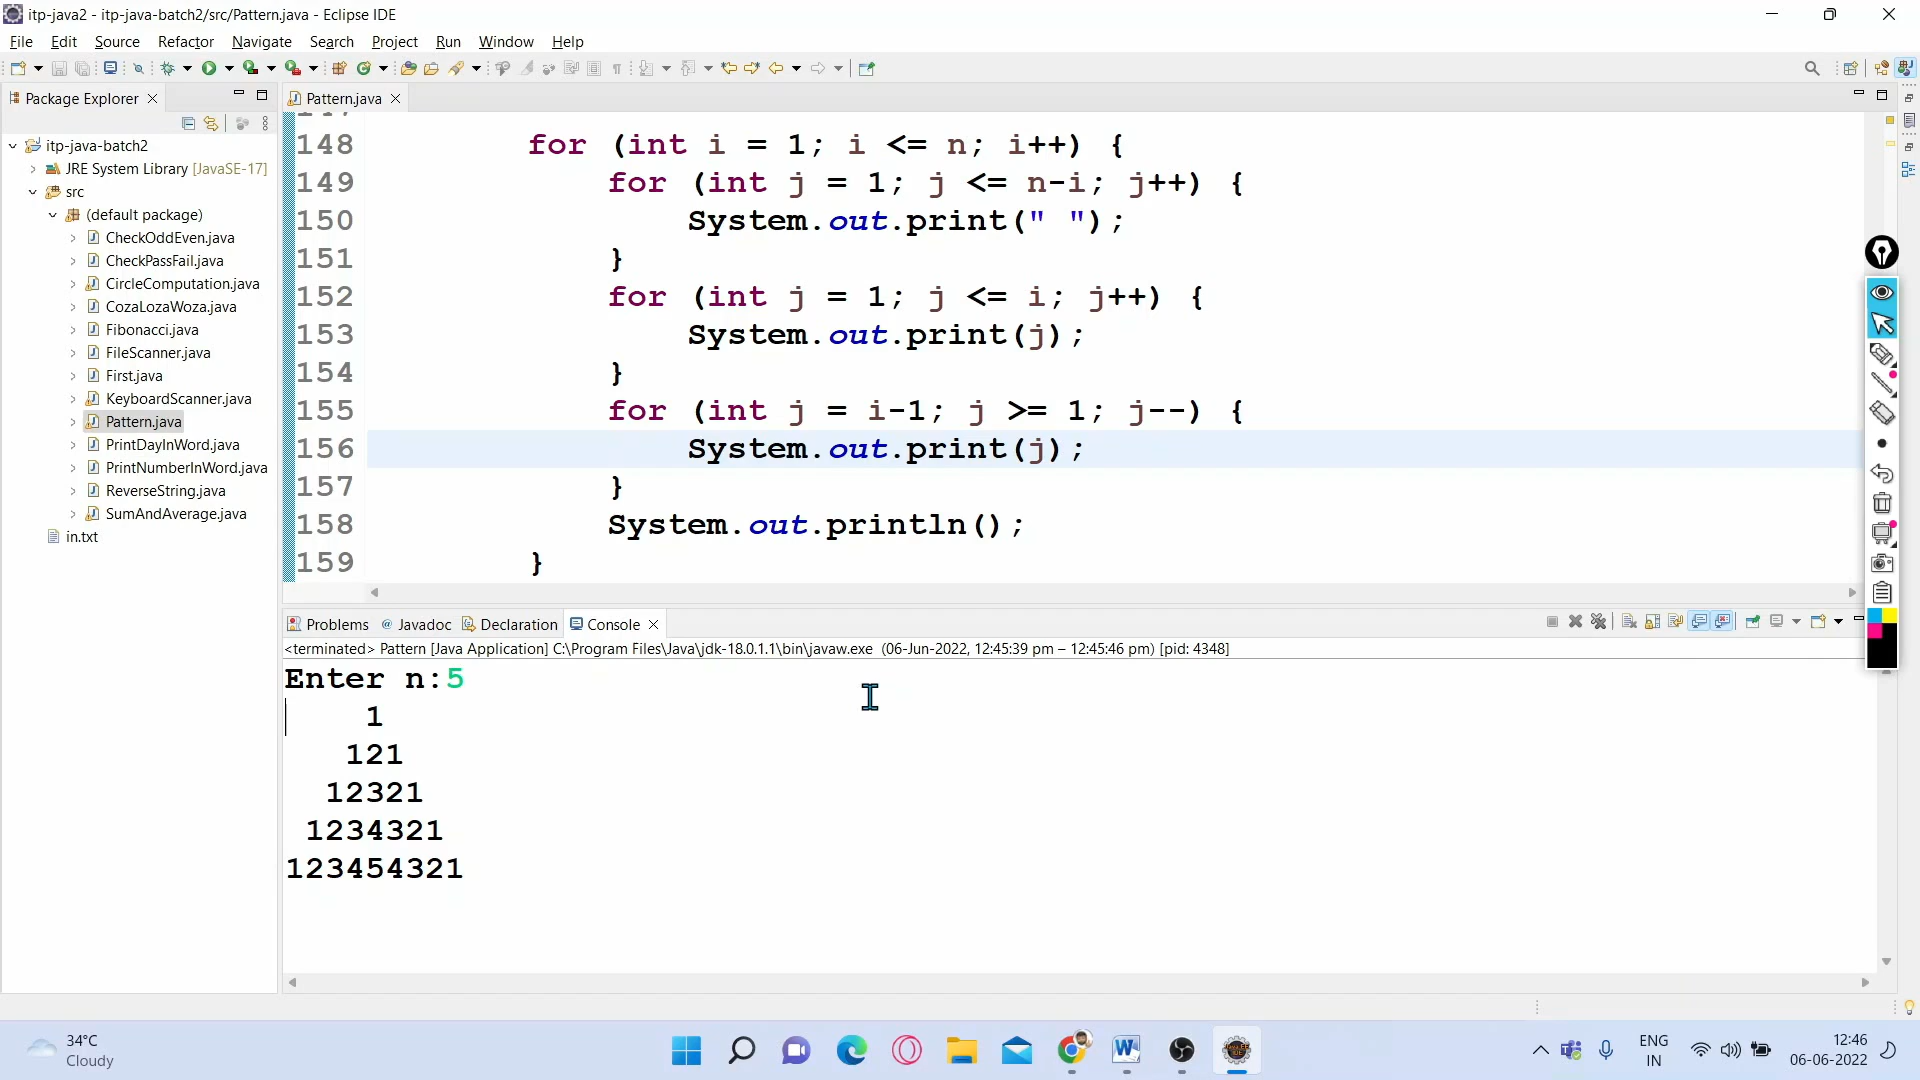 itp-java2 - itp-java-batch2/src/Pattern.java - Eclipse IDE
File Edit Source Refactor Navigate Search Project Run Window Help
Package Explorer
itp-java-batch2
JRE System Library [JavaSE-17]
src
(default package)
CheckOddEven.java
CheckPassFail.java
CircleComputation.java
CozaLozaWoza.java
Fibonacci.java
FileScanner.java
First.java
KeyboardScanner.java
Pattern.java
PrintDayInWord.java
PrintNumberInWord.java
ReverseString.java
SumAndAverage.java
in.txt
Pattern.java
148 for (int i = 1; i <= n; i++) {
149 for (int j = 1; j <= n-i; j++) {
150 System.out.print(" ");
151 }
152 for (int j = 1; j <= i; j++) {
153 System.out.print(j);
154 }
155 for (int j = i-1; j >= 1; j--) {
156 System.out.print(j);
157 }
158 System.out.println();
159 }
Problems @ Javadoc Declaration Console
<terminated> Pattern [Java Application] C:\Program Files\Java\jdk-18.0.1.1\bin\javaw.exe (06-Jun-2022, 12:45:39 pm – 12:45:46 pm) [pid: 4348]
Enter n:5
1
121
12321
1234321
123454321
34°C
Cloudy
ENG
IN
12:46
06-06-2022